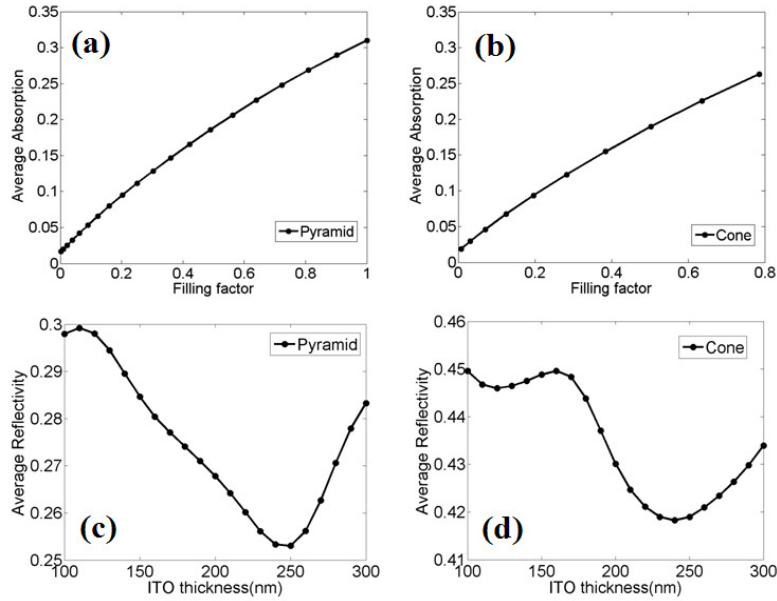 (a)
0.35
0.3
0.25
0.2
0.15
0.1
0.05
0
Average Absorption
0 0.2 0.4 0.6 0.8 1
Filling factor
Pyramid
(b)
0.35
0.3
0.25
0.2
0.15
0.1
0.05
0
Average Absorption
0 0.2 0.4 0.6 0.8
Filling factor
Cone
(c)
0.3
0.29
0.28
0.27
0.26
0.25
Average Reflectivity
100 150 200 250 300
ITO thickness(nm)
Pyramid
(d)
0.46
0.45
0.44
0.43
0.42
0.41
Average Reflectivity
100 150 200 250 300
ITO thickness(nm)
Cone